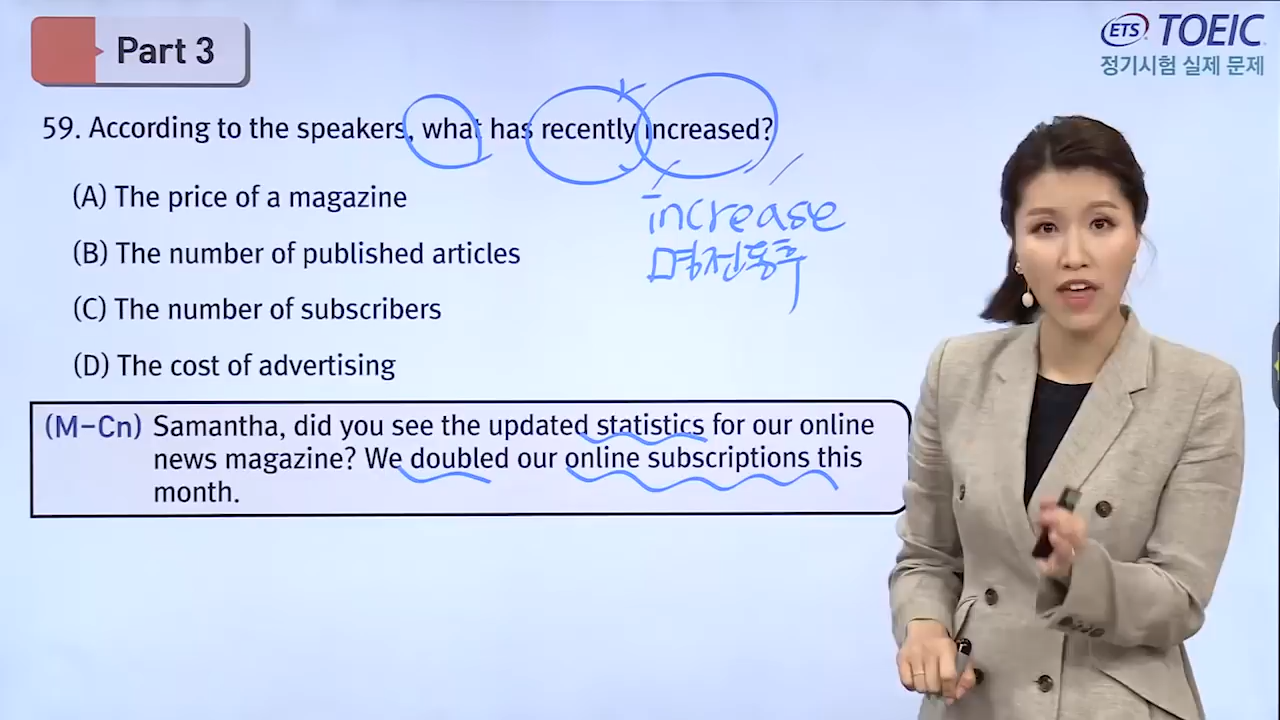 Part 3
ETS TOEIC
정기시험 실제 문제
59. According to the speakers, what has recently increased?
(A) The price of a magazine
increase
(B) The number of published articles
명전동후
(C) The number of subscribers
(D) The cost of advertising
(M-Cn) Samantha, did you see the updated statistics for our online
news magazine? We doubled our online subscriptions this
month.